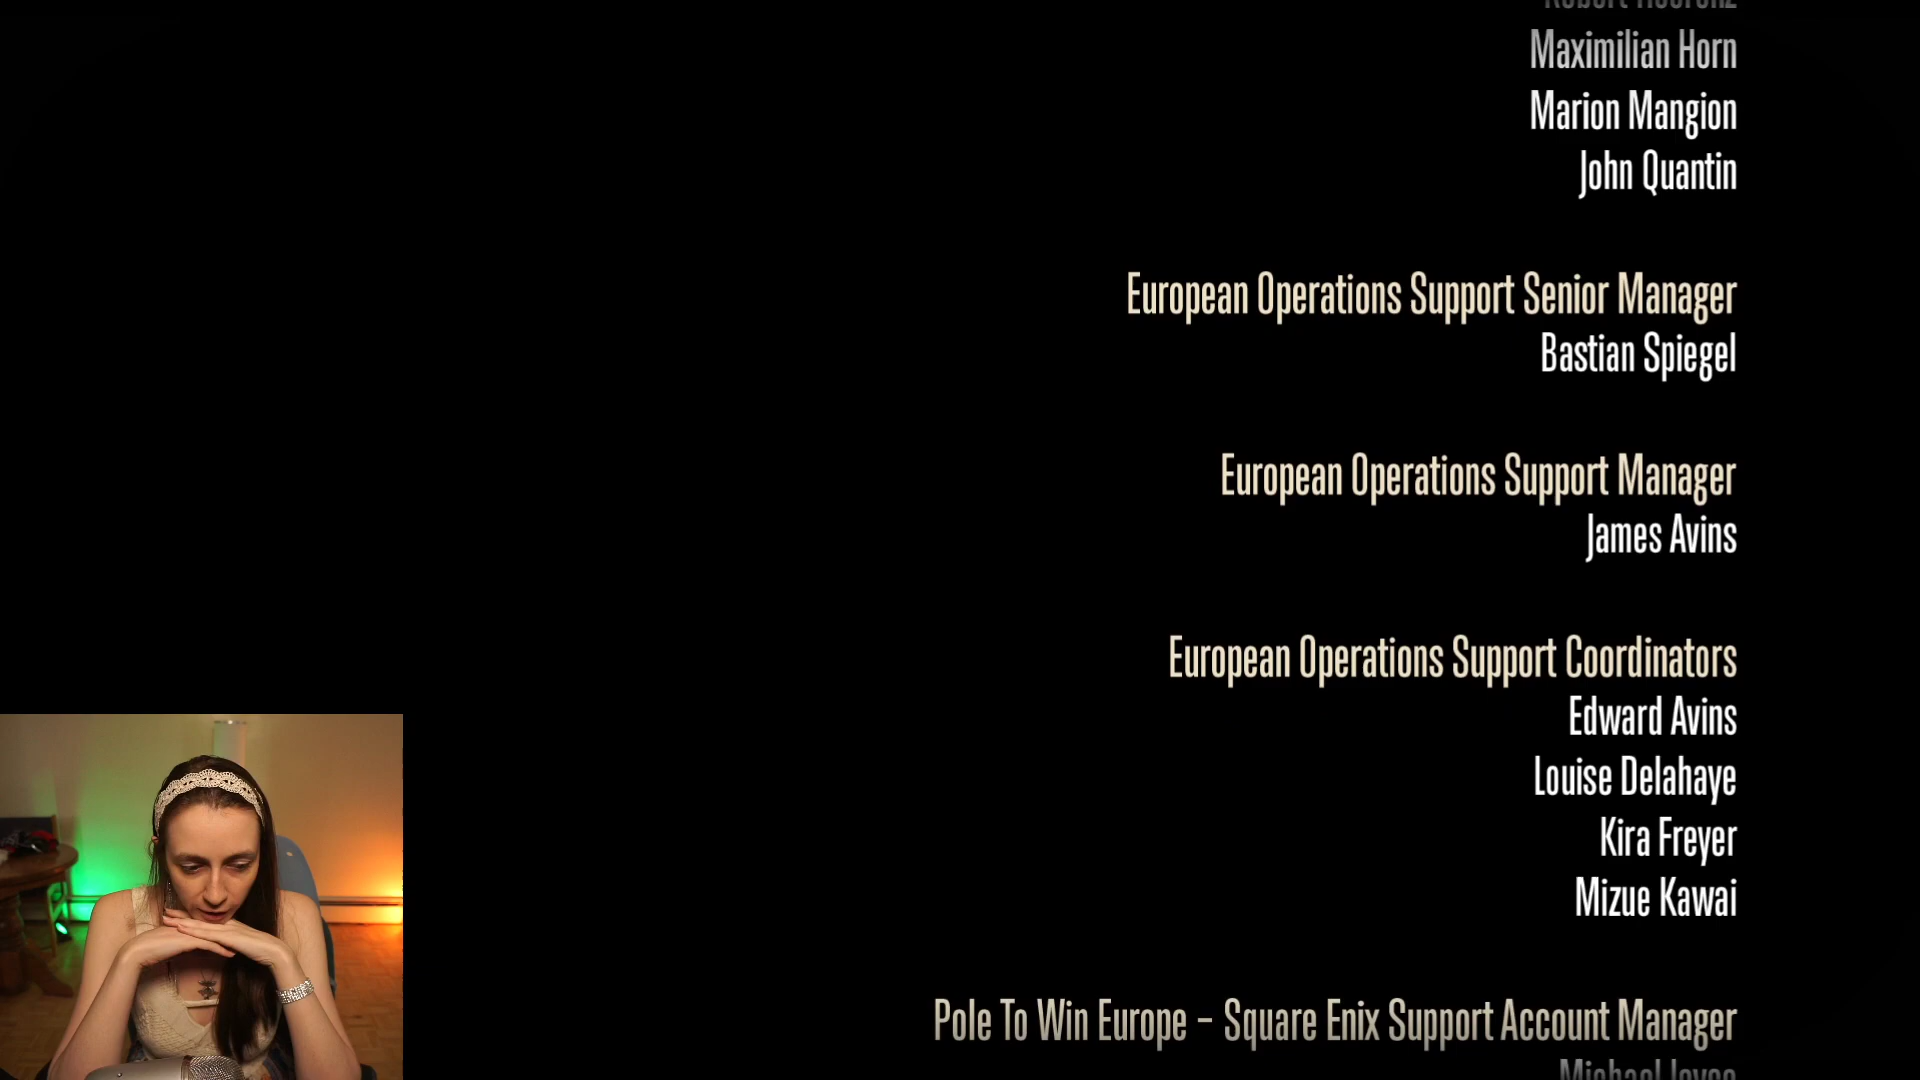 Maximilian Horn
Marion Mangion
John Quantin
European Operations Support Senior Manager
Bastian Spiegel
European Operations Support Manager
James Avins
European Operations Support Coordinators
Edward Avins
Louise Delahaye
Kira Freyer
Mizue Kawai
Pole To Win Europe – Square Enix Support Account Manager